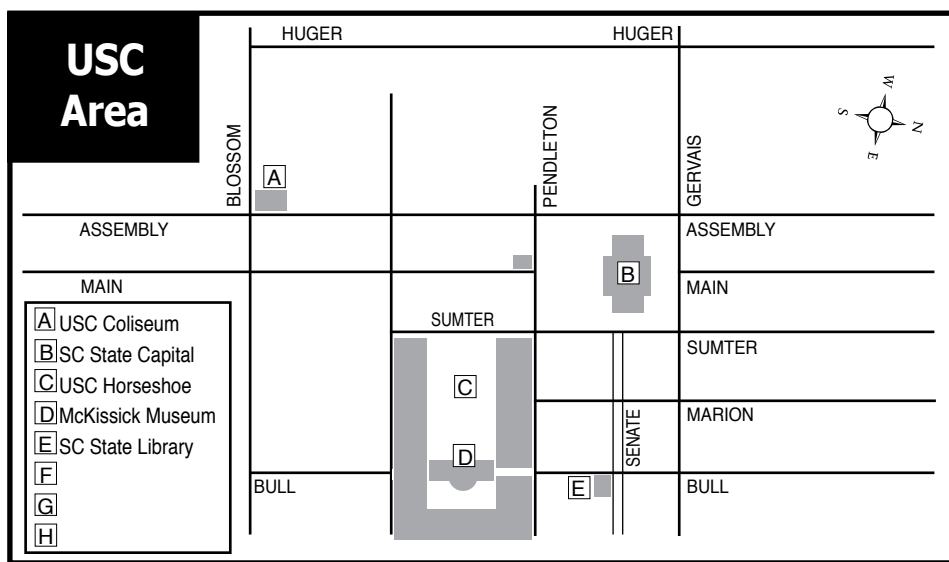 USC
Area
HUGER
HUGER
BLOSSOM
PENDLETON
GERVAIS
W
S
N
E
A
ASSEMBLY
ASSEMBLY
B
MAIN
MAIN
SUMTER
SUMTER
C
MARION
SENATE
D
BULL
E
BULL
A USC Coliseum
B SC State Capital
C USC Horseshoe
D McKissick Museum
E SC State Library
F
G
H